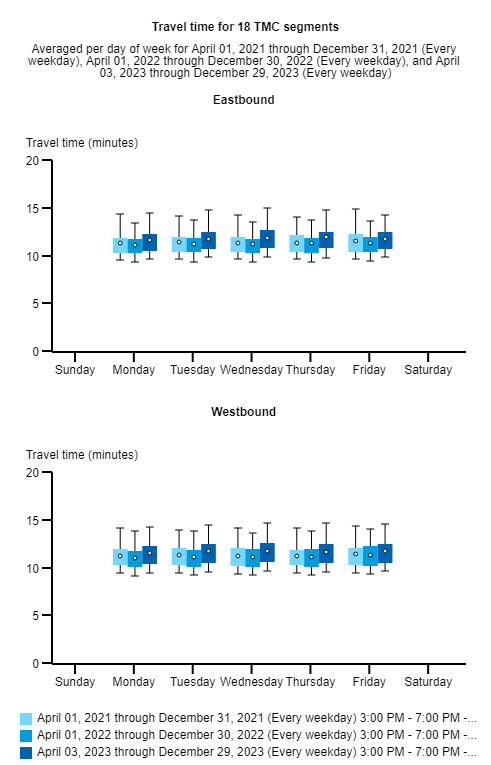 Travel time for 18 TMC segments
Averaged per day of week for April 01, 2021 through December 31, 2021 (Every
weekday), April 01, 2022 through December 30, 2022 (Every weekday), and April
03, 2023 through December 29, 2023 (Every weekday)
Eastbound
Travel time (minutes)
20
15
10
5
0
Sunday Monday Tuesday Wednesday Thursday Friday Saturday
Westbound
Travel time (minutes)
20
15
10
5
0
Sunday Monday Tuesday Wednesday Thursday Friday Saturday
April 01, 2021 through December 31, 2021 (Every weekday) 3:00 PM - 7:00 PM -...
April 01, 2022 through December 30, 2022 (Every weekday) 3:00 PM - 7:00 PM -...
April 03, 2023 through December 29, 2023 (Every weekday) 3:00 PM - 7:00 PM -...